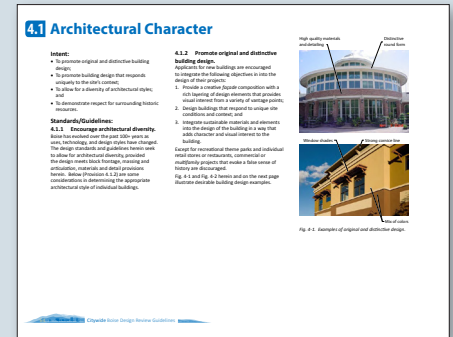 4.1 Architectural Character
Intent:
• To promote original and distinctive building
design;
• To promote building design that responds
uniquely to the site's context;
• To allow for a diversity of architectural styles;
and
• To demonstrate respect for surrounding historic
resources.
Standards/Guidelines:
4.1.1 Encourage architectural diversity.
Boise has evolved over the past 100+ years as
uses, technology, and design styles have changed.
The design standards and guidelines herein seek
to allow for architectural diversity, provided
the design meets block frontage, massing and
articulation, materials and detail provisions
herein. Below (Provision 4.1.2) are some
considerations in determining the appropriate
architectural style of individual buildings.
4.1.2 Promote original and distinctive
building design.
Applicants for new buildings are encouraged
to integrate the following objectives into the
design of their projects:
1. Provide a creative façade composition with a
rich layering of design elements that provides
visual interest from a variety of vantage points;
2. Design buildings that respond to unique site
conditions and context; and
3. Integrate sustainable materials and elements
into the design of the building in a way that
adds character and visual interest to the
building.
Except for recreational theme parks and individual
retail stores or restaurants, commercial or
multifamily projects that evoke a false sense of
history are discouraged.
Fig. 4-1 and Fig. 4-2 herein and on the next page
illustrate desirable building design examples.
High quality materials
and detailing
Distinctive
round form
Window shades
Strong cornice line
Mix of colors
Fig. 4-1. Examples of original and distinctive design.
Citywide Boise Design Review Guidelines